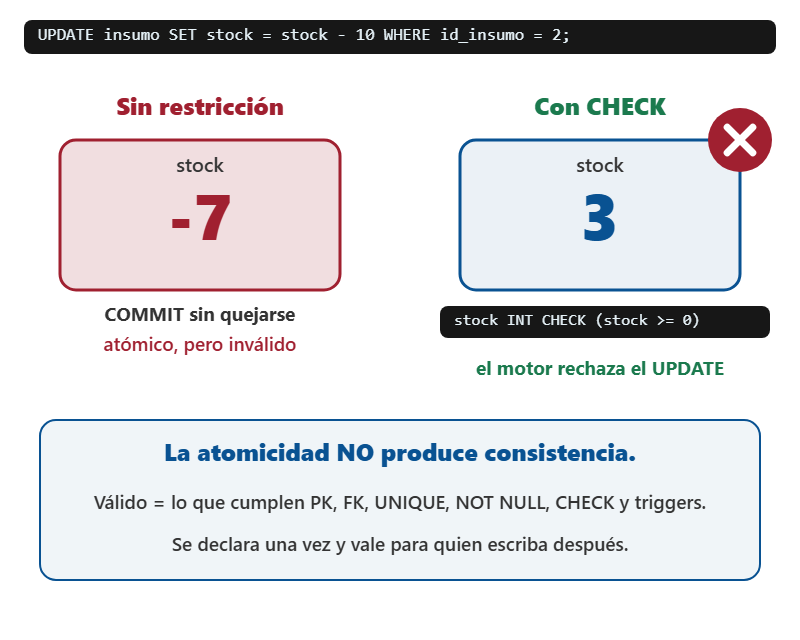 UPDATE insumo SET stock = stock - 10 WHERE id_insumo = 2;
Sin restricción
stock
-7
COMMIT sin quejarse
atómico, pero inválido
Con CHECK
stock
3
stock INT CHECK (stock >= 0)
el motor rechaza el UPDATE
La atomicidad NO produce consistencia.
Válido = lo que cumplen PK, FK, UNIQUE, NOT NULL, CHECK y triggers.
Se declara una vez y vale para quien escriba después.